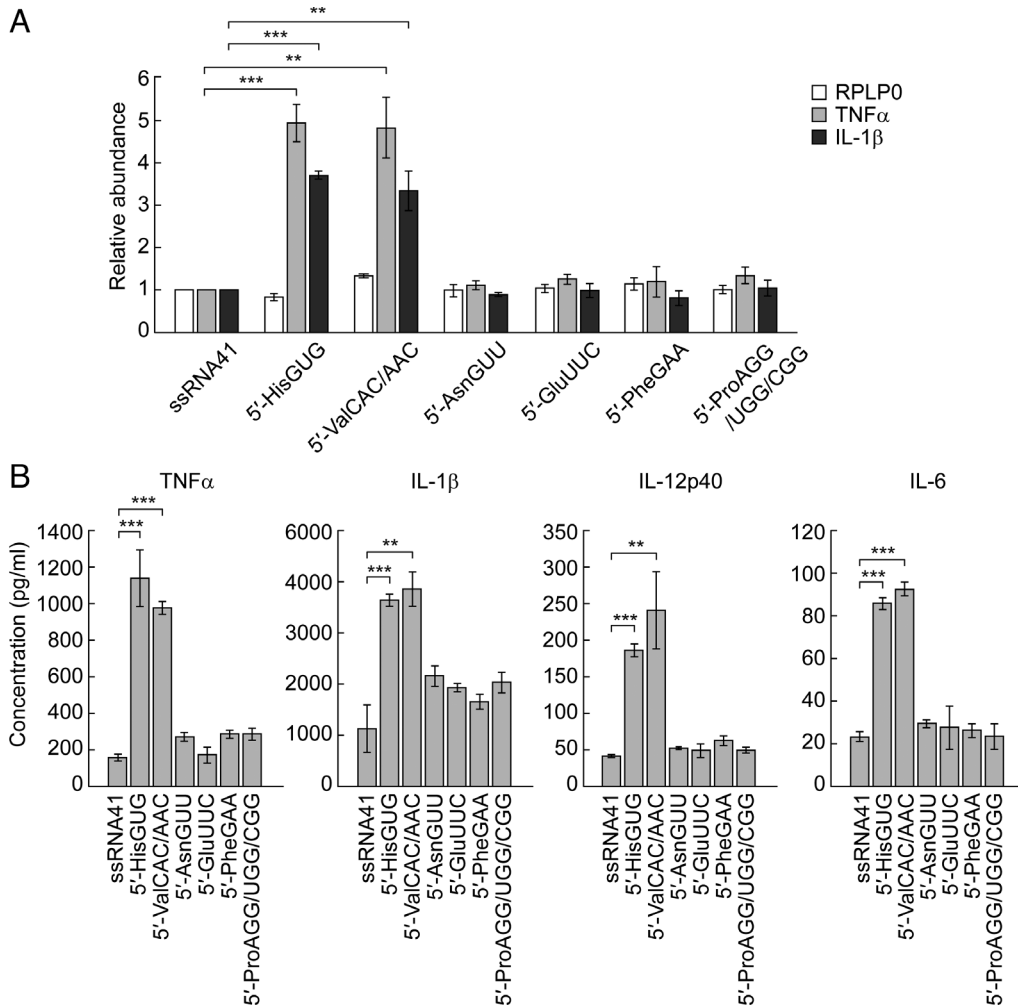 A
**
***
**
***
6
5
4
3
2
1
0
Relative abundance
RPLP0
TNFα
IL-1β
ssRNA41
5′-HisGUG
5′-ValCAC/AAC
5′-AsnGUU
5′-GluUUC
5′-PheGAA
5′-ProAGG
/UGG/CGG
B
TNFα
IL-1β
IL-12p40
IL-6
Concentration (pg/ml)
1400
1200
1000
800
600
400
200
0
***
***
ssRNA41
5′-HisGUG
5′-ValCAC/AAC
5′-AsnGUU
5′-GluUUC
5′-PheGAA
5′-ProAGG/UGG/CGG
6000
4000
3000
2000
1000
0
**
***
ssRNA41
5′-HisGUG
5′-ValCAC/AAC
5′-AsnGUU
5′-GluUUC
5′-PheGAA
5′-ProAGG/UGG/CGG
350
300
250
200
150
100
50
0
**
***
ssRNA41
5′-HisGUG
5′-ValCAC/AAC
5′-AsnGUU
5′-GluUUC
5′-PheGAA
5′-ProAGG/UGG/CGG
120
100
80
60
40
20
0
***
***
ssRNA41
5′-HisGUG
5′-ValCAC/AAC
5′-AsnGUU
5′-GluUUC
5′-PheGAA
5′-ProAGG/UGG/CGG